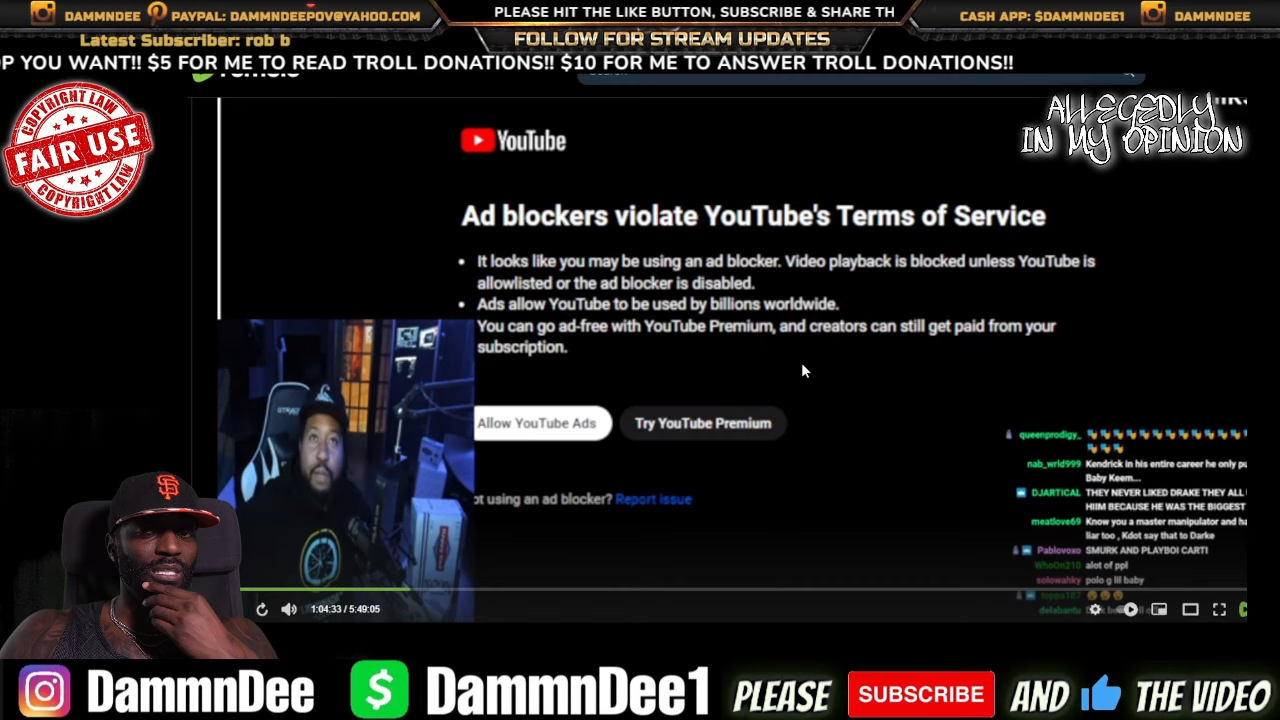 DAMMNDEE
PAYPAL: DAMMNDEEPOV@YAHOO.COM
PLEASE HIT THE LIKE BUTTON, SUBSCRIBE & SHARE TH
CASH APP: $DAMMNDEE1
DAMMNDEE
Latest Subscriber: rob b
FOLLOW FOR STREAM UPDATES
OP YOU WANT!! $5 FOR ME TO READ TROLL DONATIONS!! $10 FOR ME TO ANSWER TROLL DONATIONS!!
COPYRIGHT LAW
FAIR USE
COPYRIGHT LAW
ALLEGEDLY
IN MY OPINION
YouTube
Ad blockers violate YouTube's Terms of Service
It looks like you may be using an ad blocker. Video playback is blocked unless YouTube is
allowlisted or the ad blocker is disabled.
Ads allow YouTube to be used by billions worldwide.
You can go ad-free with YouTube Premium, and creators can still get paid from your
subscription.
Allow YouTube Ads
Try YouTube Premium
ot using an ad blocker? Report issue
queenprodigy_
nab_wrld999 Kendrick in his entire career he only pu
Baby Keem...
DJARTICAL THEY NEVER LIKED DRAKE THEY ALL
HIIM BECAUSE HE WAS THE BIGGEST
meatlove69 Know you a master manipulator and ha
liar too , Kdot say that to Darke
Pablovoxo SMURK AND PLAYBOI CARTI
WhoOn210 alot of ppl
solowahky polo g lil baby
toppa187
delabantu
1:04:33 / 5:49:05
DammnDee
DammnDee1
PLEASE
SUBSCRIBE
AND
THE VIDEO